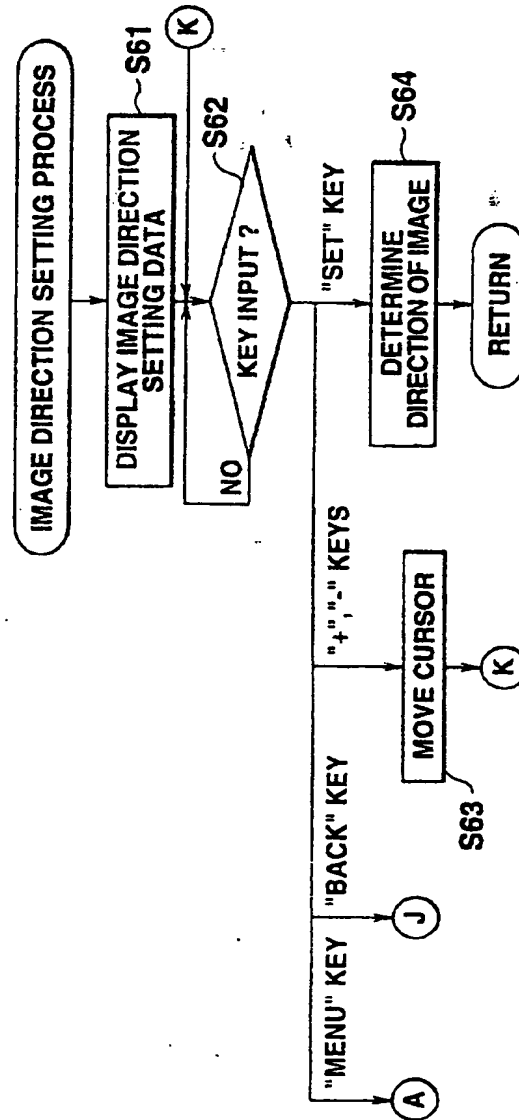 IMAGE DIRECTION SETTING PROCESS
S61
DISPLAY IMAGE DIRECTION
SETTING DATA
K
S62
KEY INPUT ?
NO
"MENU" KEY
"BACK" KEY
"+","-" KEYS
"SET" KEY
A
J
S63
MOVE CURSOR
K
S64
DETERMINE
DIRECTION OF IMAGE
RETURN